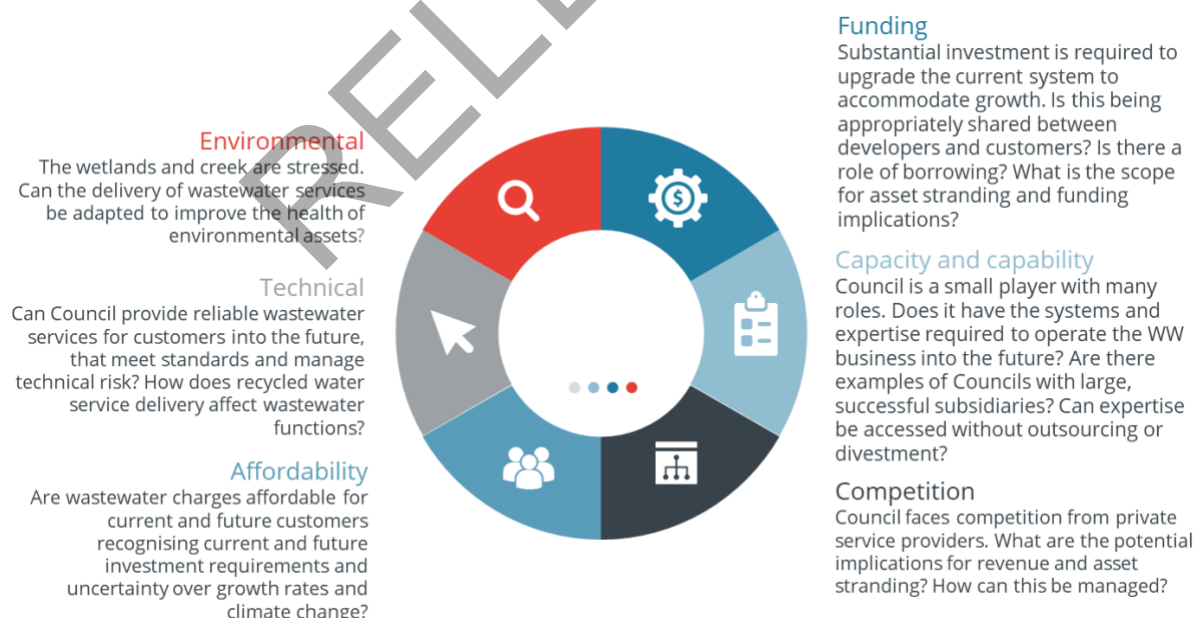 Funding
Substantial investment is required to
upgrade the current system to
accommodate growth. Is this being
appropriately shared between
developers and customers? Is there a
role of borrowing? What is the scope
for asset stranding and funding
implications?
Environmental
The wetlands and creek are stressed.
Can the delivery of wastewater services
be adapted to improve the health of
environmental assets?
Capacity and capability
Council is a small player with many
roles. Does it have the systems and
expertise required to operate the WW
business into the future? Are there
examples of Councils with large,
successful subsidiaries? Can expertise
be accessed without outsourcing or
divestment?
Technical
Can Council provide reliable wastewater
services for customers into the future,
that meet standards and manage
technical risk? How does recycled water
service delivery affect wastewater
functions?
Affordability
Are wastewater charges affordable for
current and future customers
recognising current and future
investment requirements and
uncertainty over growth rates and
climate change?
Competition
Council faces competition from private
service providers. What are the potential
implications for revenue and asset
stranding? How can this be managed?
$
REL